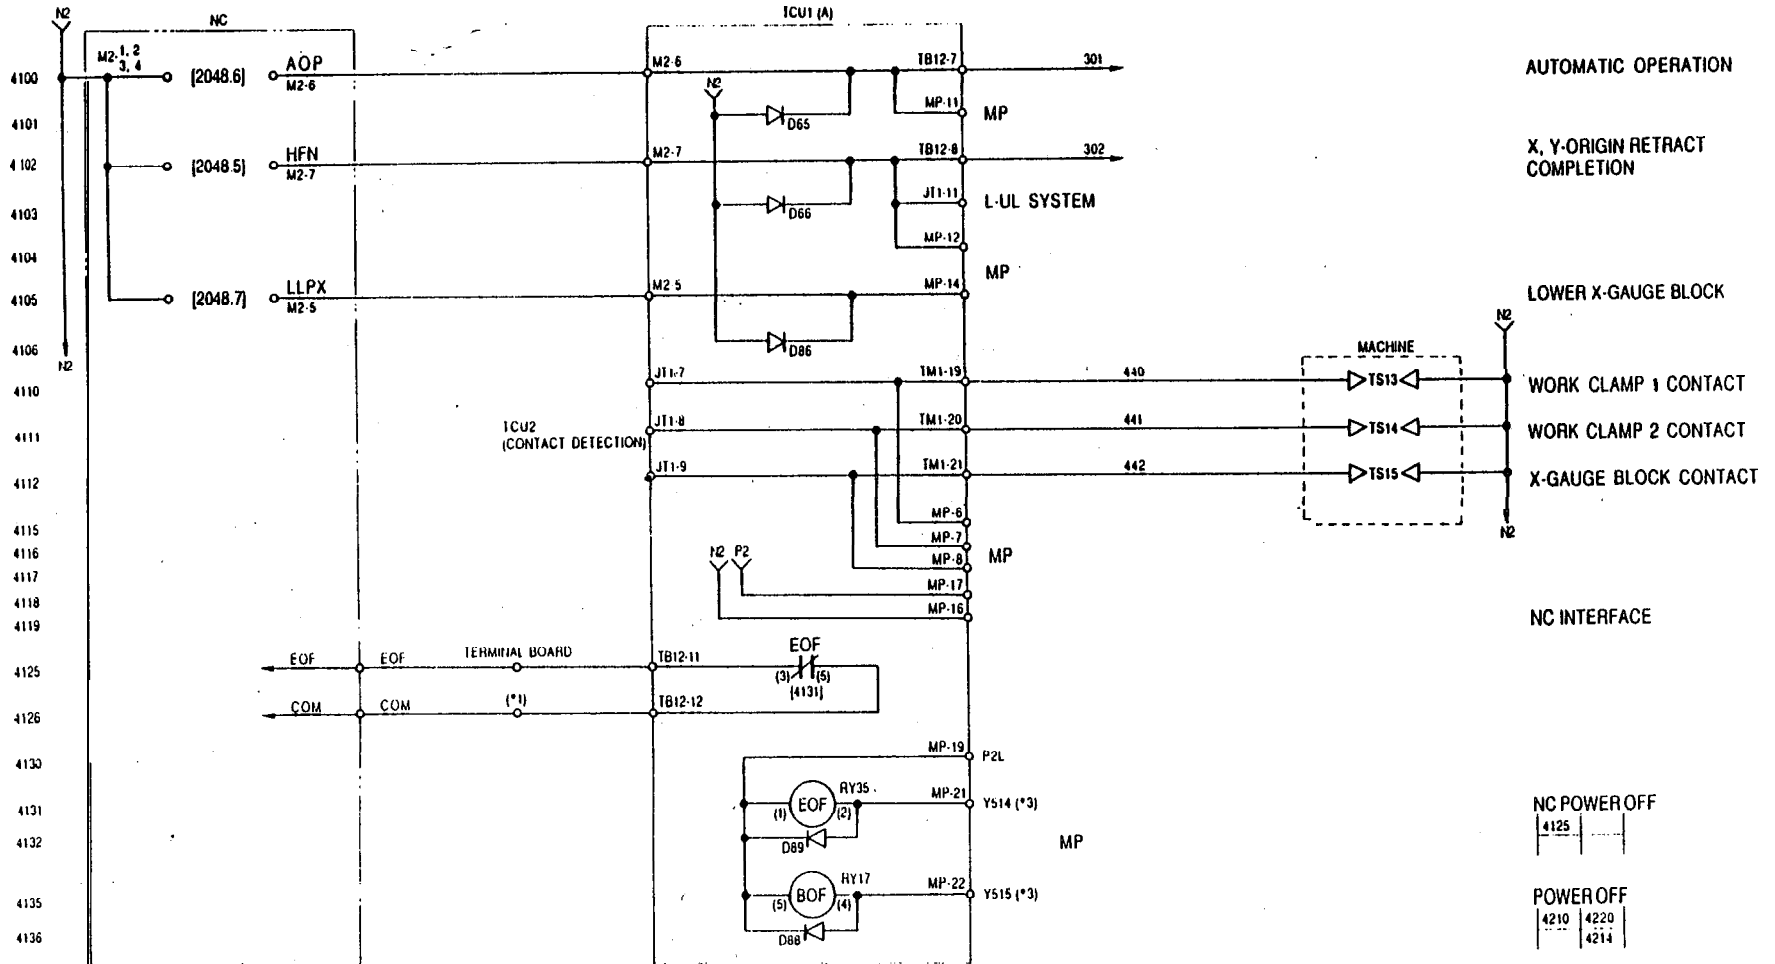 N2 NC TCU1 (A)
4100 M2-1, 2 3, 4 [2048.6] AOP M2-6 M2-6 TB12-7 301 AUTOMATIC OPERATION
N2
4101 D65 MP-11 MP
4102 [2048.5] HFN M2-7 M2-7 TB12-8 302 X, Y-ORIGIN RETRACT COMPLETION
4103 D66 JT1-11 L-UL SYSTEM
4104 MP-12
MP
4105 [2048.7] LLPX M2-5 M2-5 MP-14 LOWER X-GAUGE BLOCK
N2
4106 N2 D86 MACHINE
4110 JT1-7 TM1-19 440 TS13 WORK CLAMP 1 CONTACT
4111 TCU2 (CONTACT DETECTION) JT1-8 TM1-20 441 TS14 WORK CLAMP 2 CONTACT
4112 JT1-9 TM1-21 442 TS15 X-GAUGE BLOCK CONTACT
4115 MP-6 N2
4116 MP-7 MP
N2 P2 MP-8
4117 MP-17
4118 MP-16
4119 NC INTERFACE
4125 EOF EOF TERMINAL BOARD TB12-11 EOF (3) (5) [4131]
4126 COM COM (*1) TB12-12
4130 MP-19 P2L
4131 (1) EOF (2) RY35 MP-21 Y514 (*3) NC POWER OFF
4125
4132 D89 MP
4135 (5) BOF (4) RY17 MP-22 Y515 (*3) POWER OFF
4210 4220
4214
4136 D88